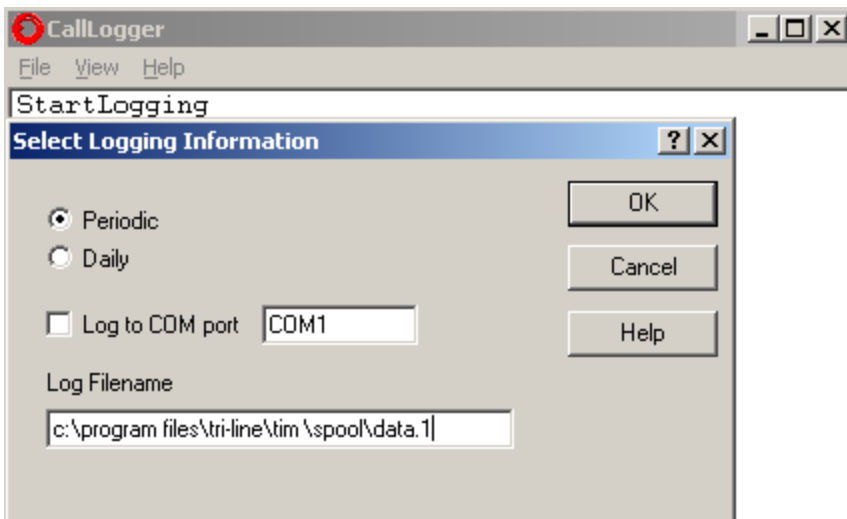 CallLogger
File View Help
StartLogging
Select Logging Information
Periodic
OK
Daily
Cancel
Log to COM port COM1
Help
Log Filename
c:\program files\tri-line\tim \spool\data.1